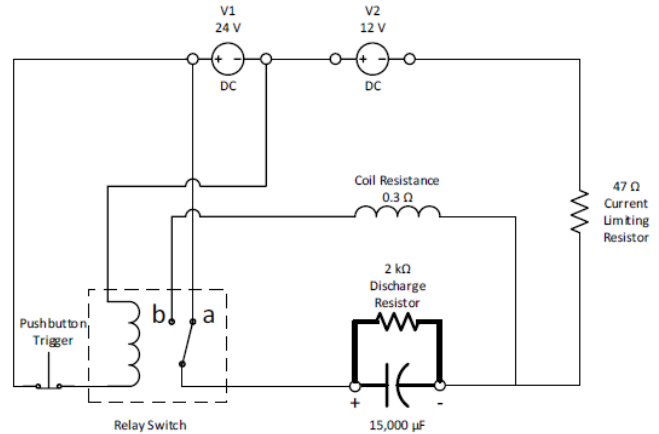 V1
24 V
V2
12 V
+ -
+ -
DC
DC
Coil Resistance
0.3 Ω
47 Ω
Current
Limiting
Resistor
2 kΩ
Discharge
Resistor
b
a
Pushbutton
Trigger
+
-
Relay Switch
15,000 µF